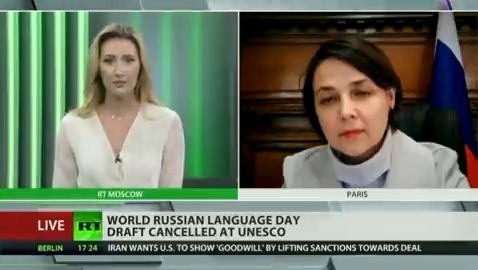 RT MOSCOW
PARIS
LIVE RT WORLD RUSSIAN LANGUAGE DAY
DRAFT CANCELLED AT UNESCO
BERLIN 17 24 IRAN WANTS U.S. TO SHOW 'GOODWILL' BY LIFTING SANCTIONS TOWARDS DEAL